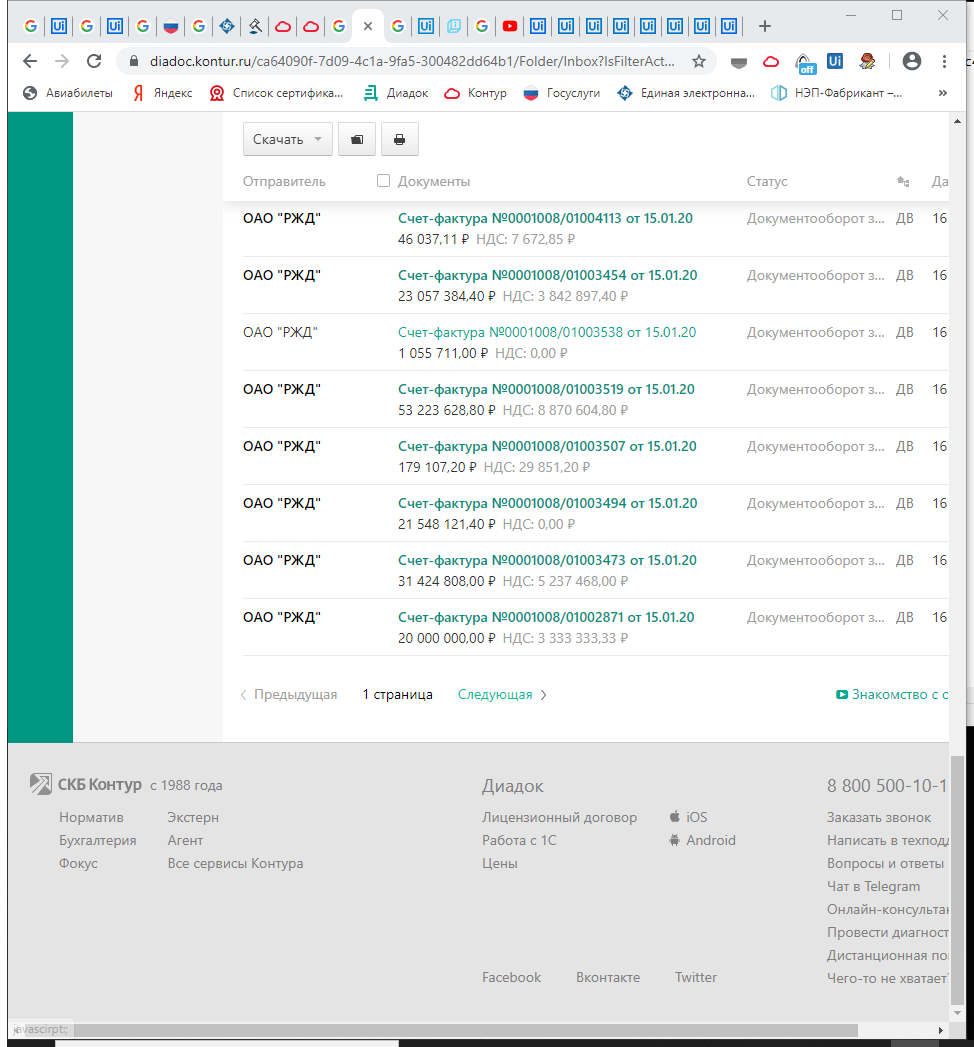 diadoc.kontur.ru/ca64090f-7d09-4c1a-9fa5-300482dd64b1/Folder/Inbox?IsFilterAct...
off Ui
Авиабилеты Яндекс Список сертифика... Диадок Контур Госуслуги Единая электронна... НЭП-Фабрикант –... »
Скачать
Отправитель Документы Статус Да
ОАО "РЖД" Счет-фактура №0001008/01004113 от 15.01.20 Документооборот з... ДВ 16
46 037,11 ₽ НДС: 7 672,85 ₽
ОАО "РЖД" Счет-фактура №0001008/01003454 от 15.01.20 Документооборот з... ДВ 16
23 057 384,40 ₽ НДС: 3 842 897,40 ₽
ОАО "РЖД" Счет-фактура №0001008/01003538 от 15.01.20 Документооборот з... ДВ 16
1 055 711,00 ₽ НДС: 0,00 ₽
ОАО "РЖД" Счет-фактура №0001008/01003519 от 15.01.20 Документооборот з... ДВ 16
53 223 628,80 ₽ НДС: 8 870 604,80 ₽
ОАО "РЖД" Счет-фактура №0001008/01003507 от 15.01.20 Документооборот з... ДВ 16
179 107,20 ₽ НДС: 29 851,20 ₽
ОАО "РЖД" Счет-фактура №0001008/01003494 от 15.01.20 Документооборот з... ДВ 16
21 548 121,40 ₽ НДС: 0,00 ₽
ОАО "РЖД" Счет-фактура №0001008/01003473 от 15.01.20 Документооборот з... ДВ 16
31 424 808,00 ₽ НДС: 5 237 468,00 ₽
ОАО "РЖД" Счет-фактура №0001008/01002871 от 15.01.20 Документооборот з... ДВ 16
20 000 000,00 ₽ НДС: 3 333 333,33 ₽
Предыдущая 1 страница Следующая Знакомство с с
СКБ Контур с 1988 года Диадок 8 800 500-10-1
Норматив Экстерн Лицензионный договор iOS Заказать звонок
Бухгалтерия Агент Работа с 1С Android Написать в техподд
Фокус Все сервисы Контура Цены Вопросы и ответы
Чат в Telegram
Онлайн-консультан
Провести диагност
Дистанционная по
Facebook Вконтакте Twitter Чего-то не хватает
javascirpt:;